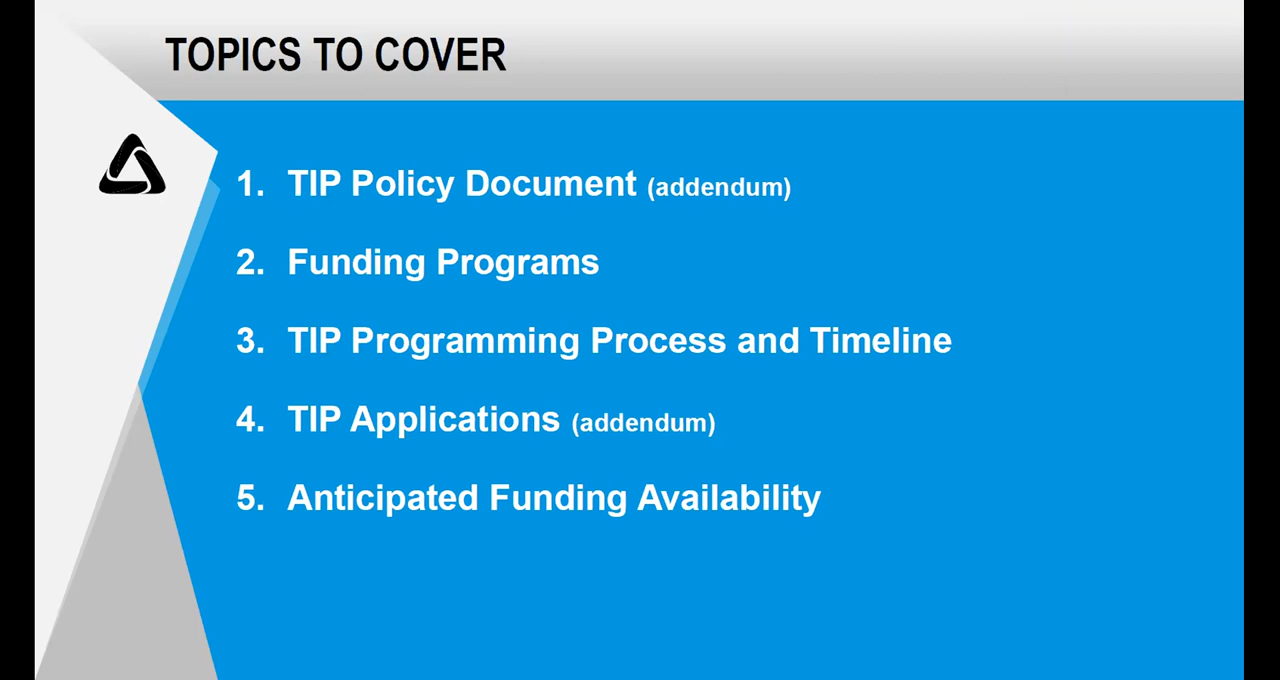 TOPICS TO COVER
1. TIP Policy Document (addendum)
2. Funding Programs
3. TIP Programming Process and Timeline
4. TIP Applications (addendum)
5. Anticipated Funding Availability